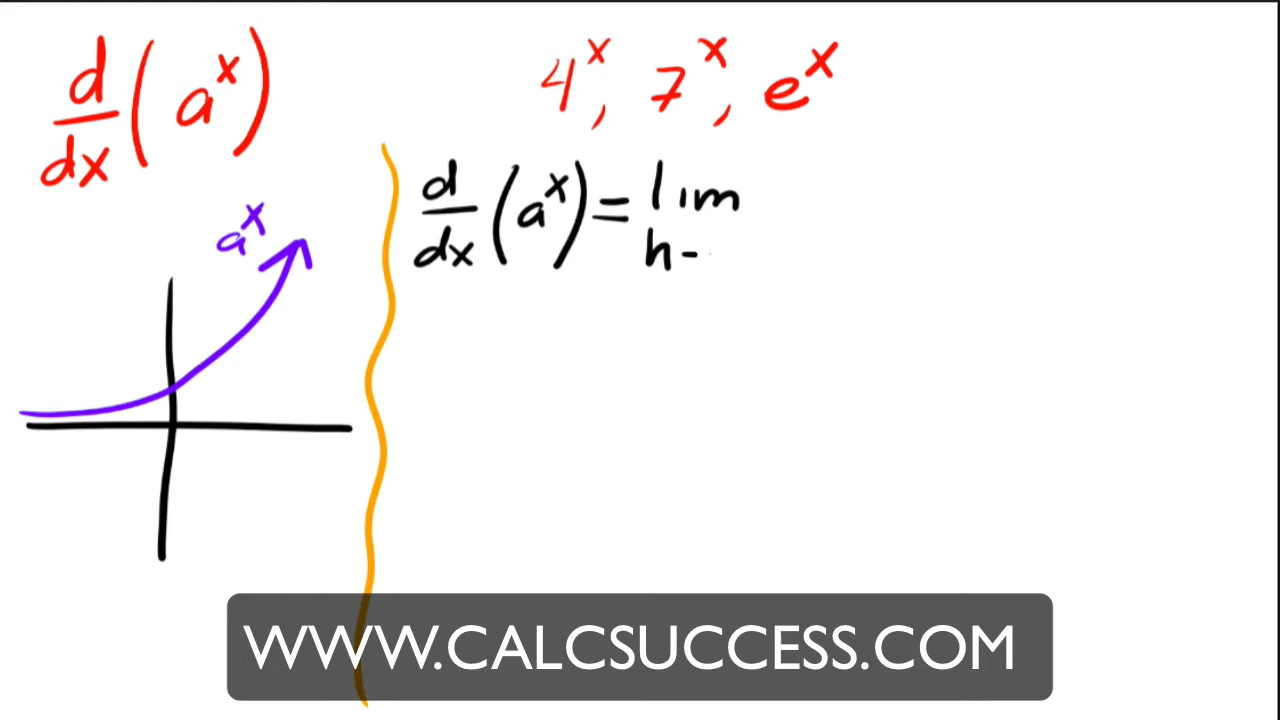 d/dx (a^x)
4^x, 7^x, e^x
d/dx (a^x) = lim
h -
a^x
WWW.CALCSUCCESS.COM